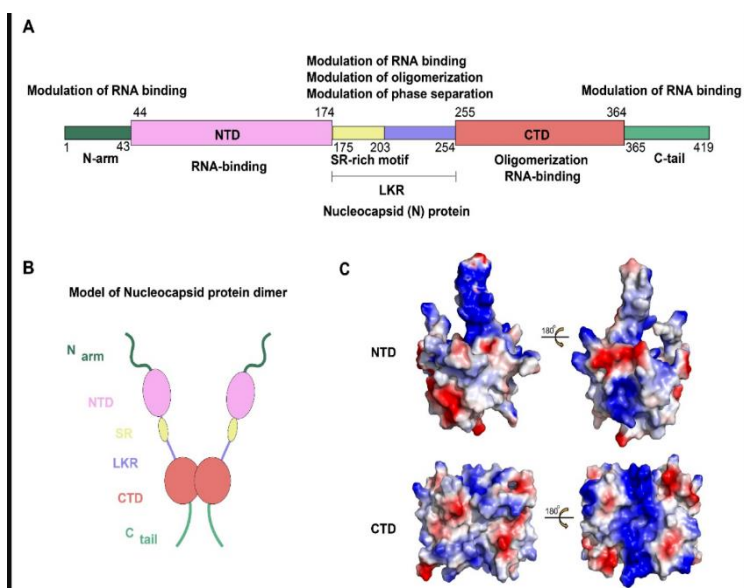 A
Modulation of RNA binding
Modulation of RNA binding
Modulation of oligomerization
Modulation of phase separation
Modulation of RNA binding
44
174
255
364
NTD
CTD
1
43
175
203
254
365
419
N-arm
RNA-binding
SR-rich motif
Oligomerization
RNA-binding
C-tail
LKR
Nucleocapsid (N) protein
B
Model of Nucleocapsid protein dimer
N arm
NTD
SR
LKR
CTD
C tail
C
NTD
180°
CTD
180°